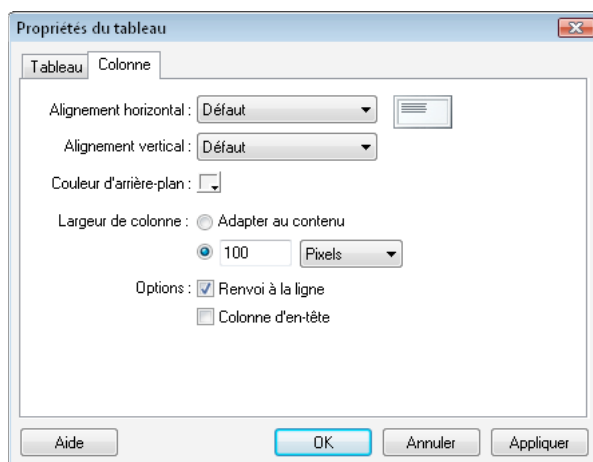 Propriétés du tableau
Tableau Colonne
Alignement horizontal : Défaut
Alignement vertical : Défaut
Couleur d'arrière-plan :
Largeur de colonne : Adapter au contenu
100 Pixels
Options : Renvoi à la ligne
Colonne d'en-tête
Aide OK Annuler Appliquer